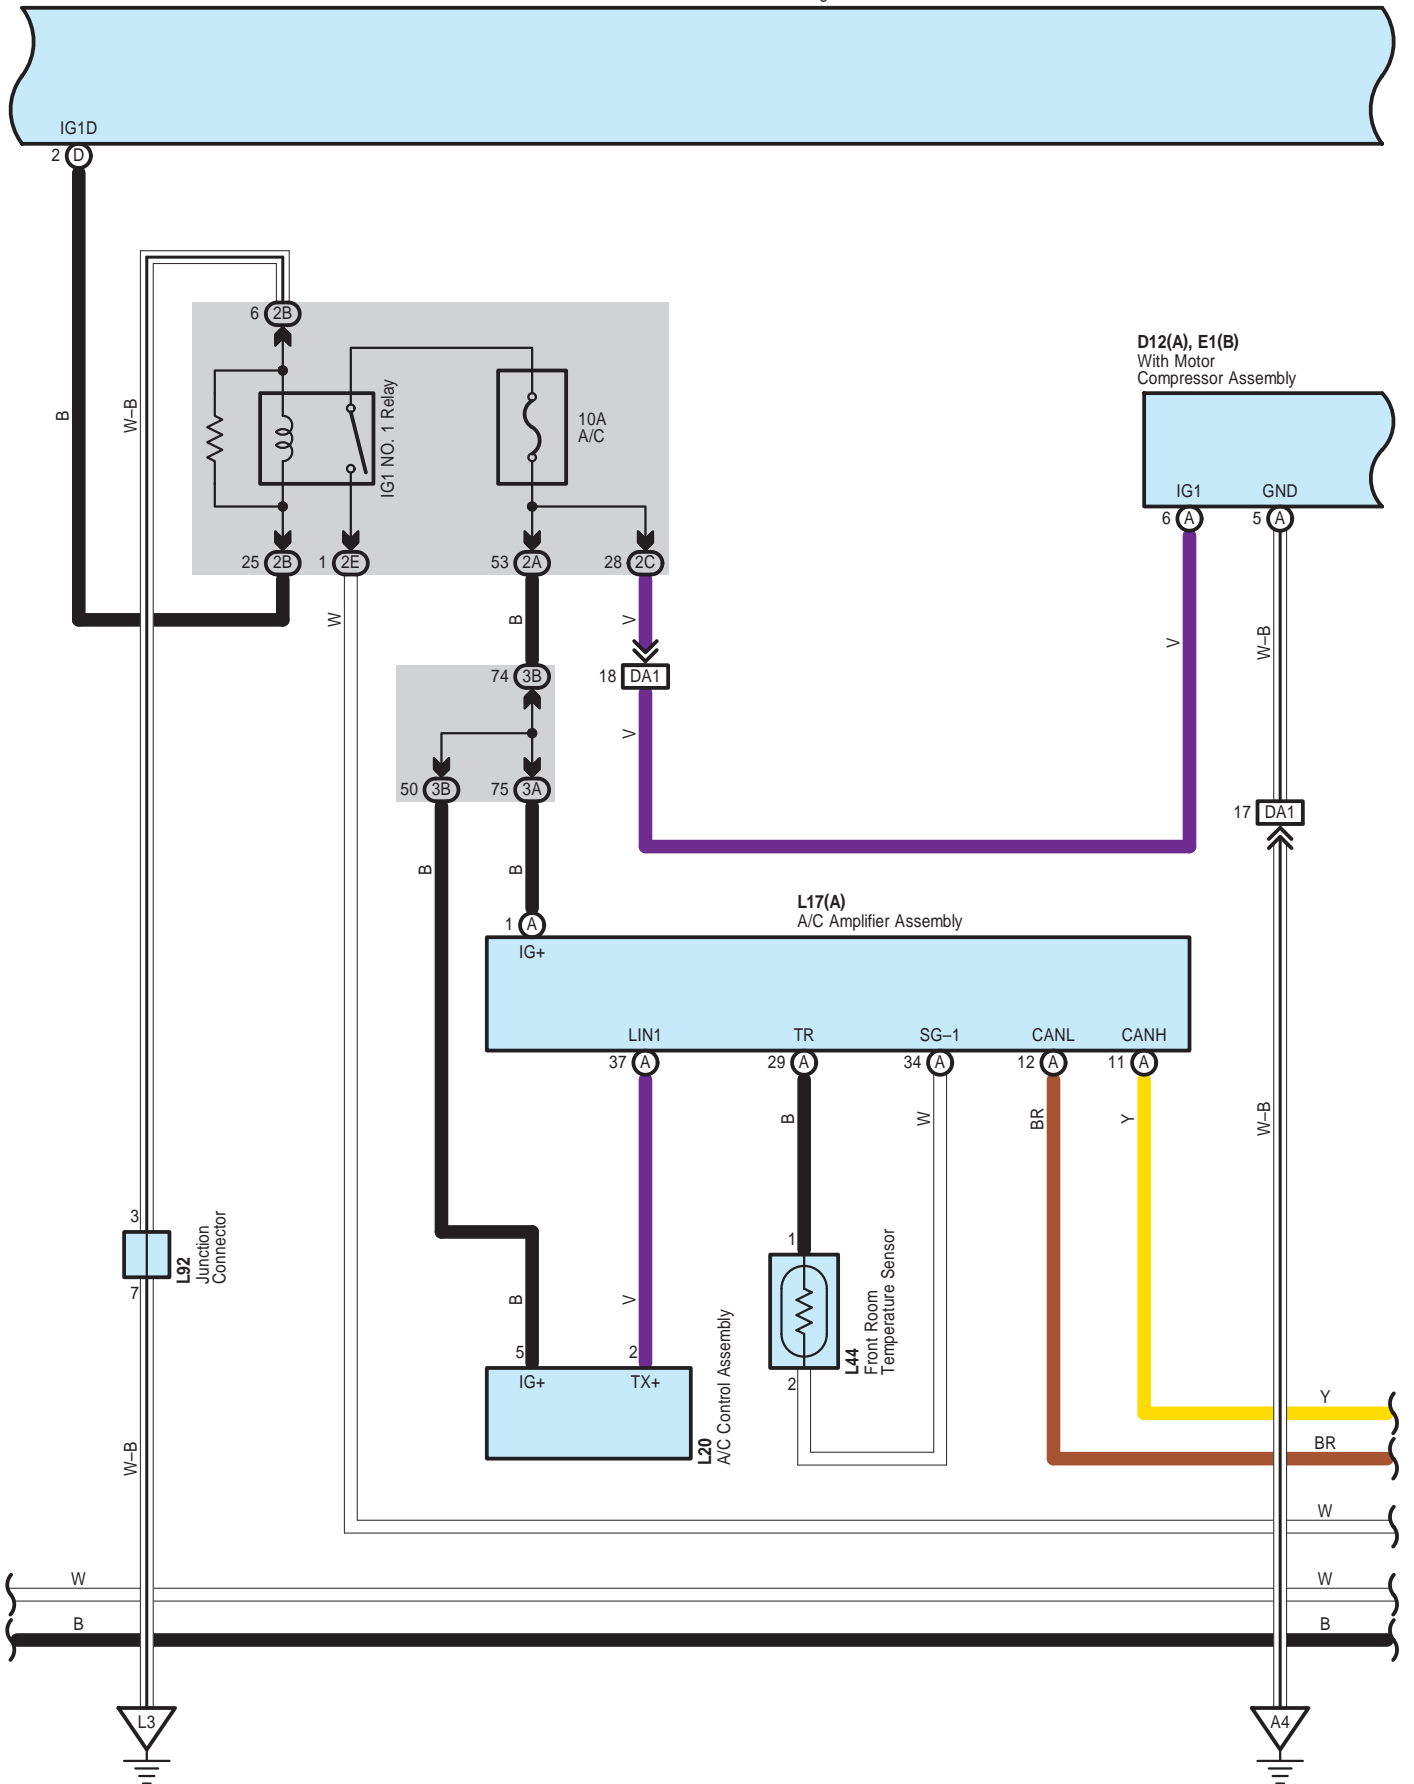 IG1D
2 D
6 2B
B
W–B
IG1 NO. 1 Relay
10A
A/C
D12(A), E1(B)
With Motor
Compressor Assembly
IG1
GND
6 A
5 A
25 2B
1 2E
53 2A
28 2C
W
B
V
V
W–B
74 3B
18 DA1
V
50 3B
75 3A
17 DA1
B
B
L17(A)
A/C Amplifier Assembly
1 A
IG+
LIN1
TR
SG–1
CANL
CANH
37 A
29 A
34 A
12 A
11 A
B
W
BR
Y
W–B
3
L92
Junction
Connector
7
1
L44
Front Room
Temperature Sensor
2
B
V
5
2
IG+
TX+
L20
A/C Control Assembly
Y
BR
W–B
W
W
W
B
B
L3
A4